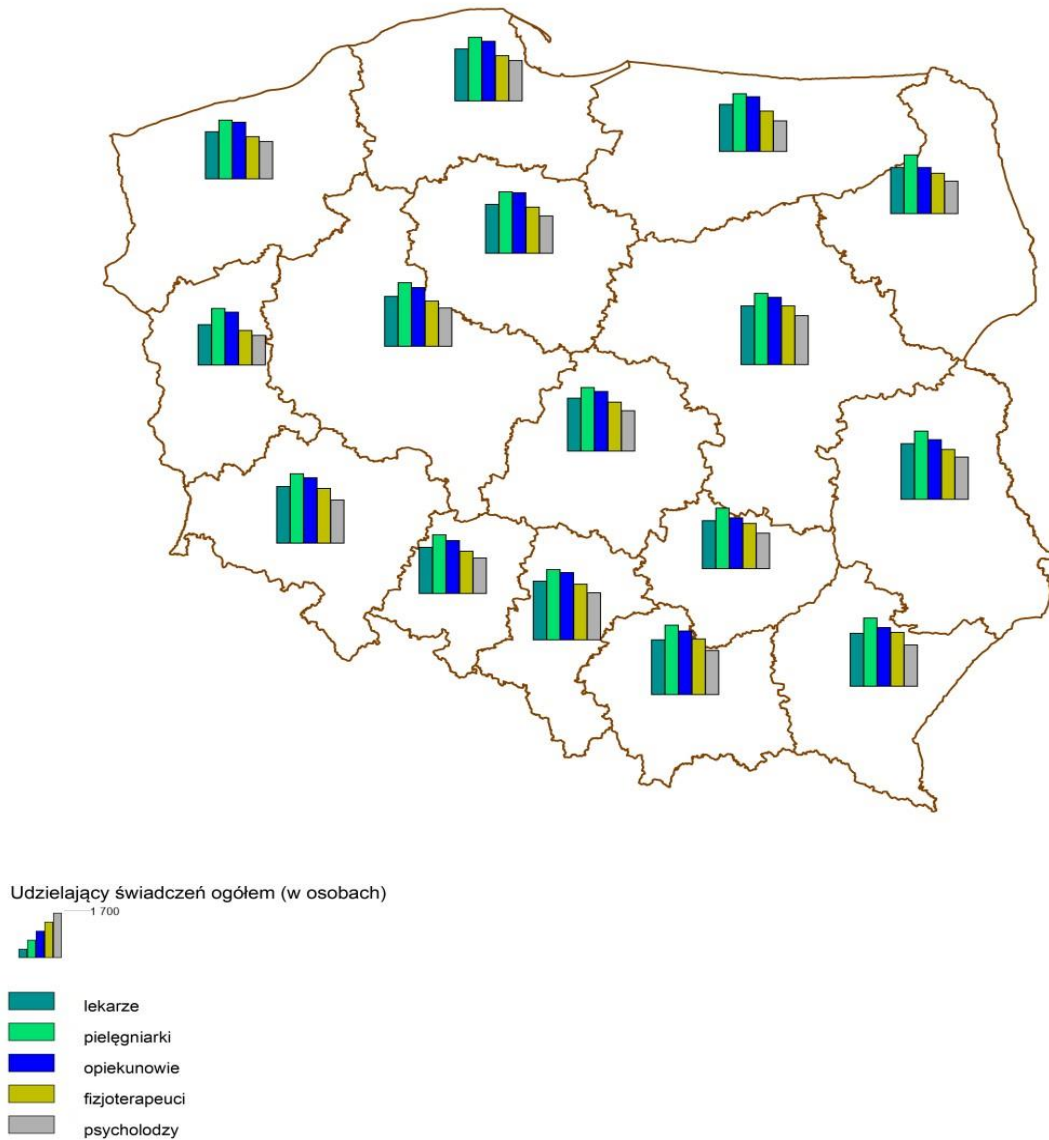 Udzielający świadczeń ogółem (w osobach)
1 700
lekarze
pielęgniarki
opiekunowie
fizjoterapeuci
psycholodzy